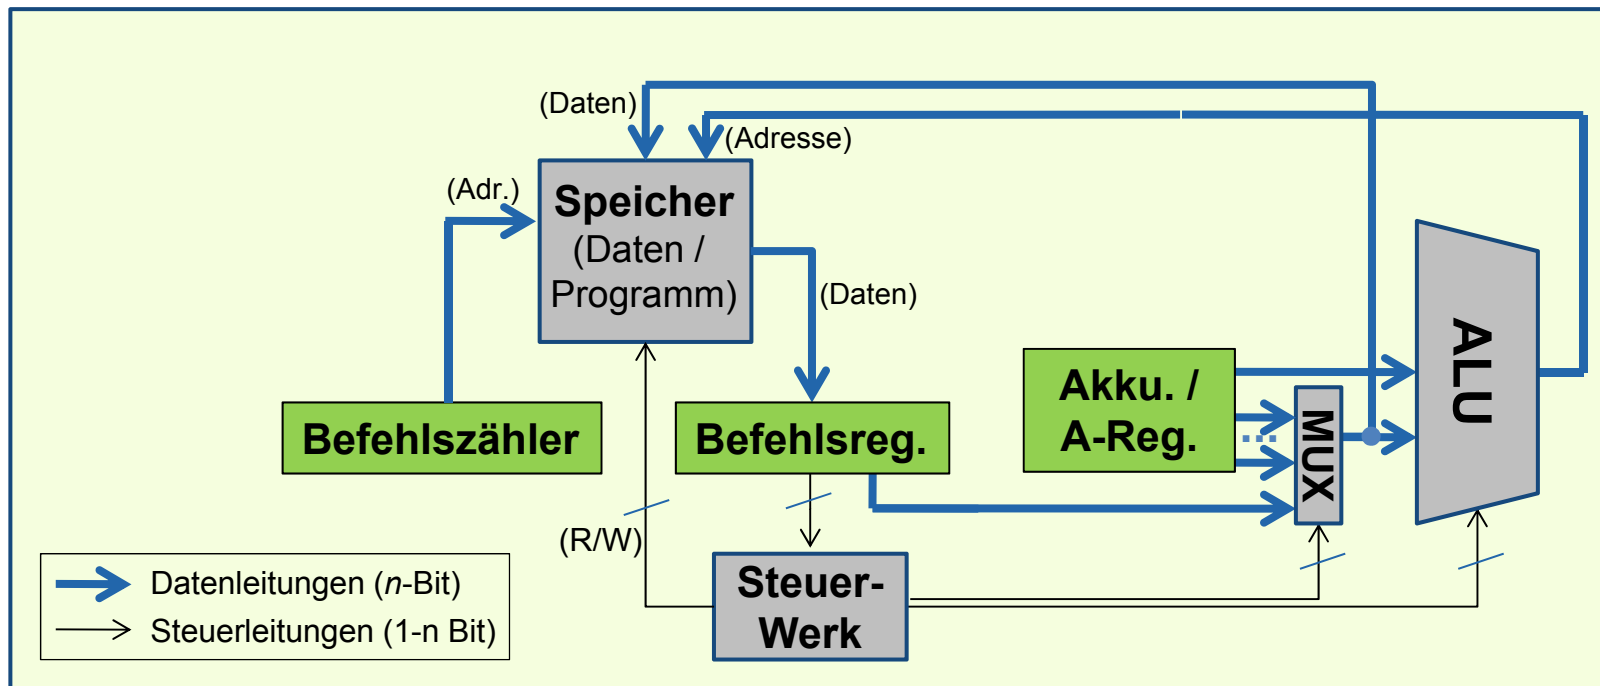 (Daten)
(Adresse)
(Adr.)
Speicher
(Daten /
Programm)
(Daten)
ALU
Akku. /
A-Reg.
...
MUX
Befehlszähler
Befehlsreg.
(R/W)
Steuer-
Werk
Datenleitungen (n-Bit)
Steuerleitungen (1-n Bit)